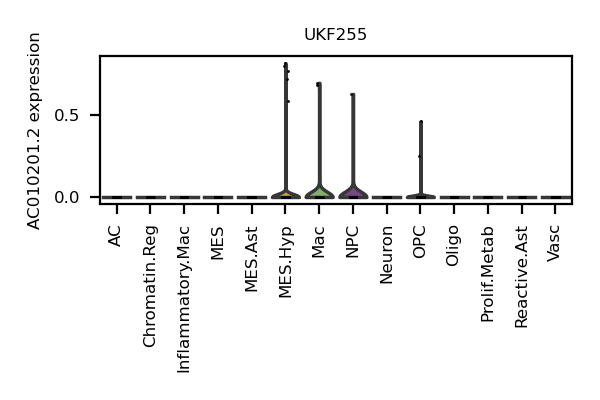 UKF255
AC010201.2 expression
0.5
0.0
AC
Chromatin.Reg
Inflammatory.Mac
MES
MES.Ast
MES.Hyp
Mac
NPC
Neuron
OPC
Oligo
Prolif.Metab
Reactive.Ast
Vasc